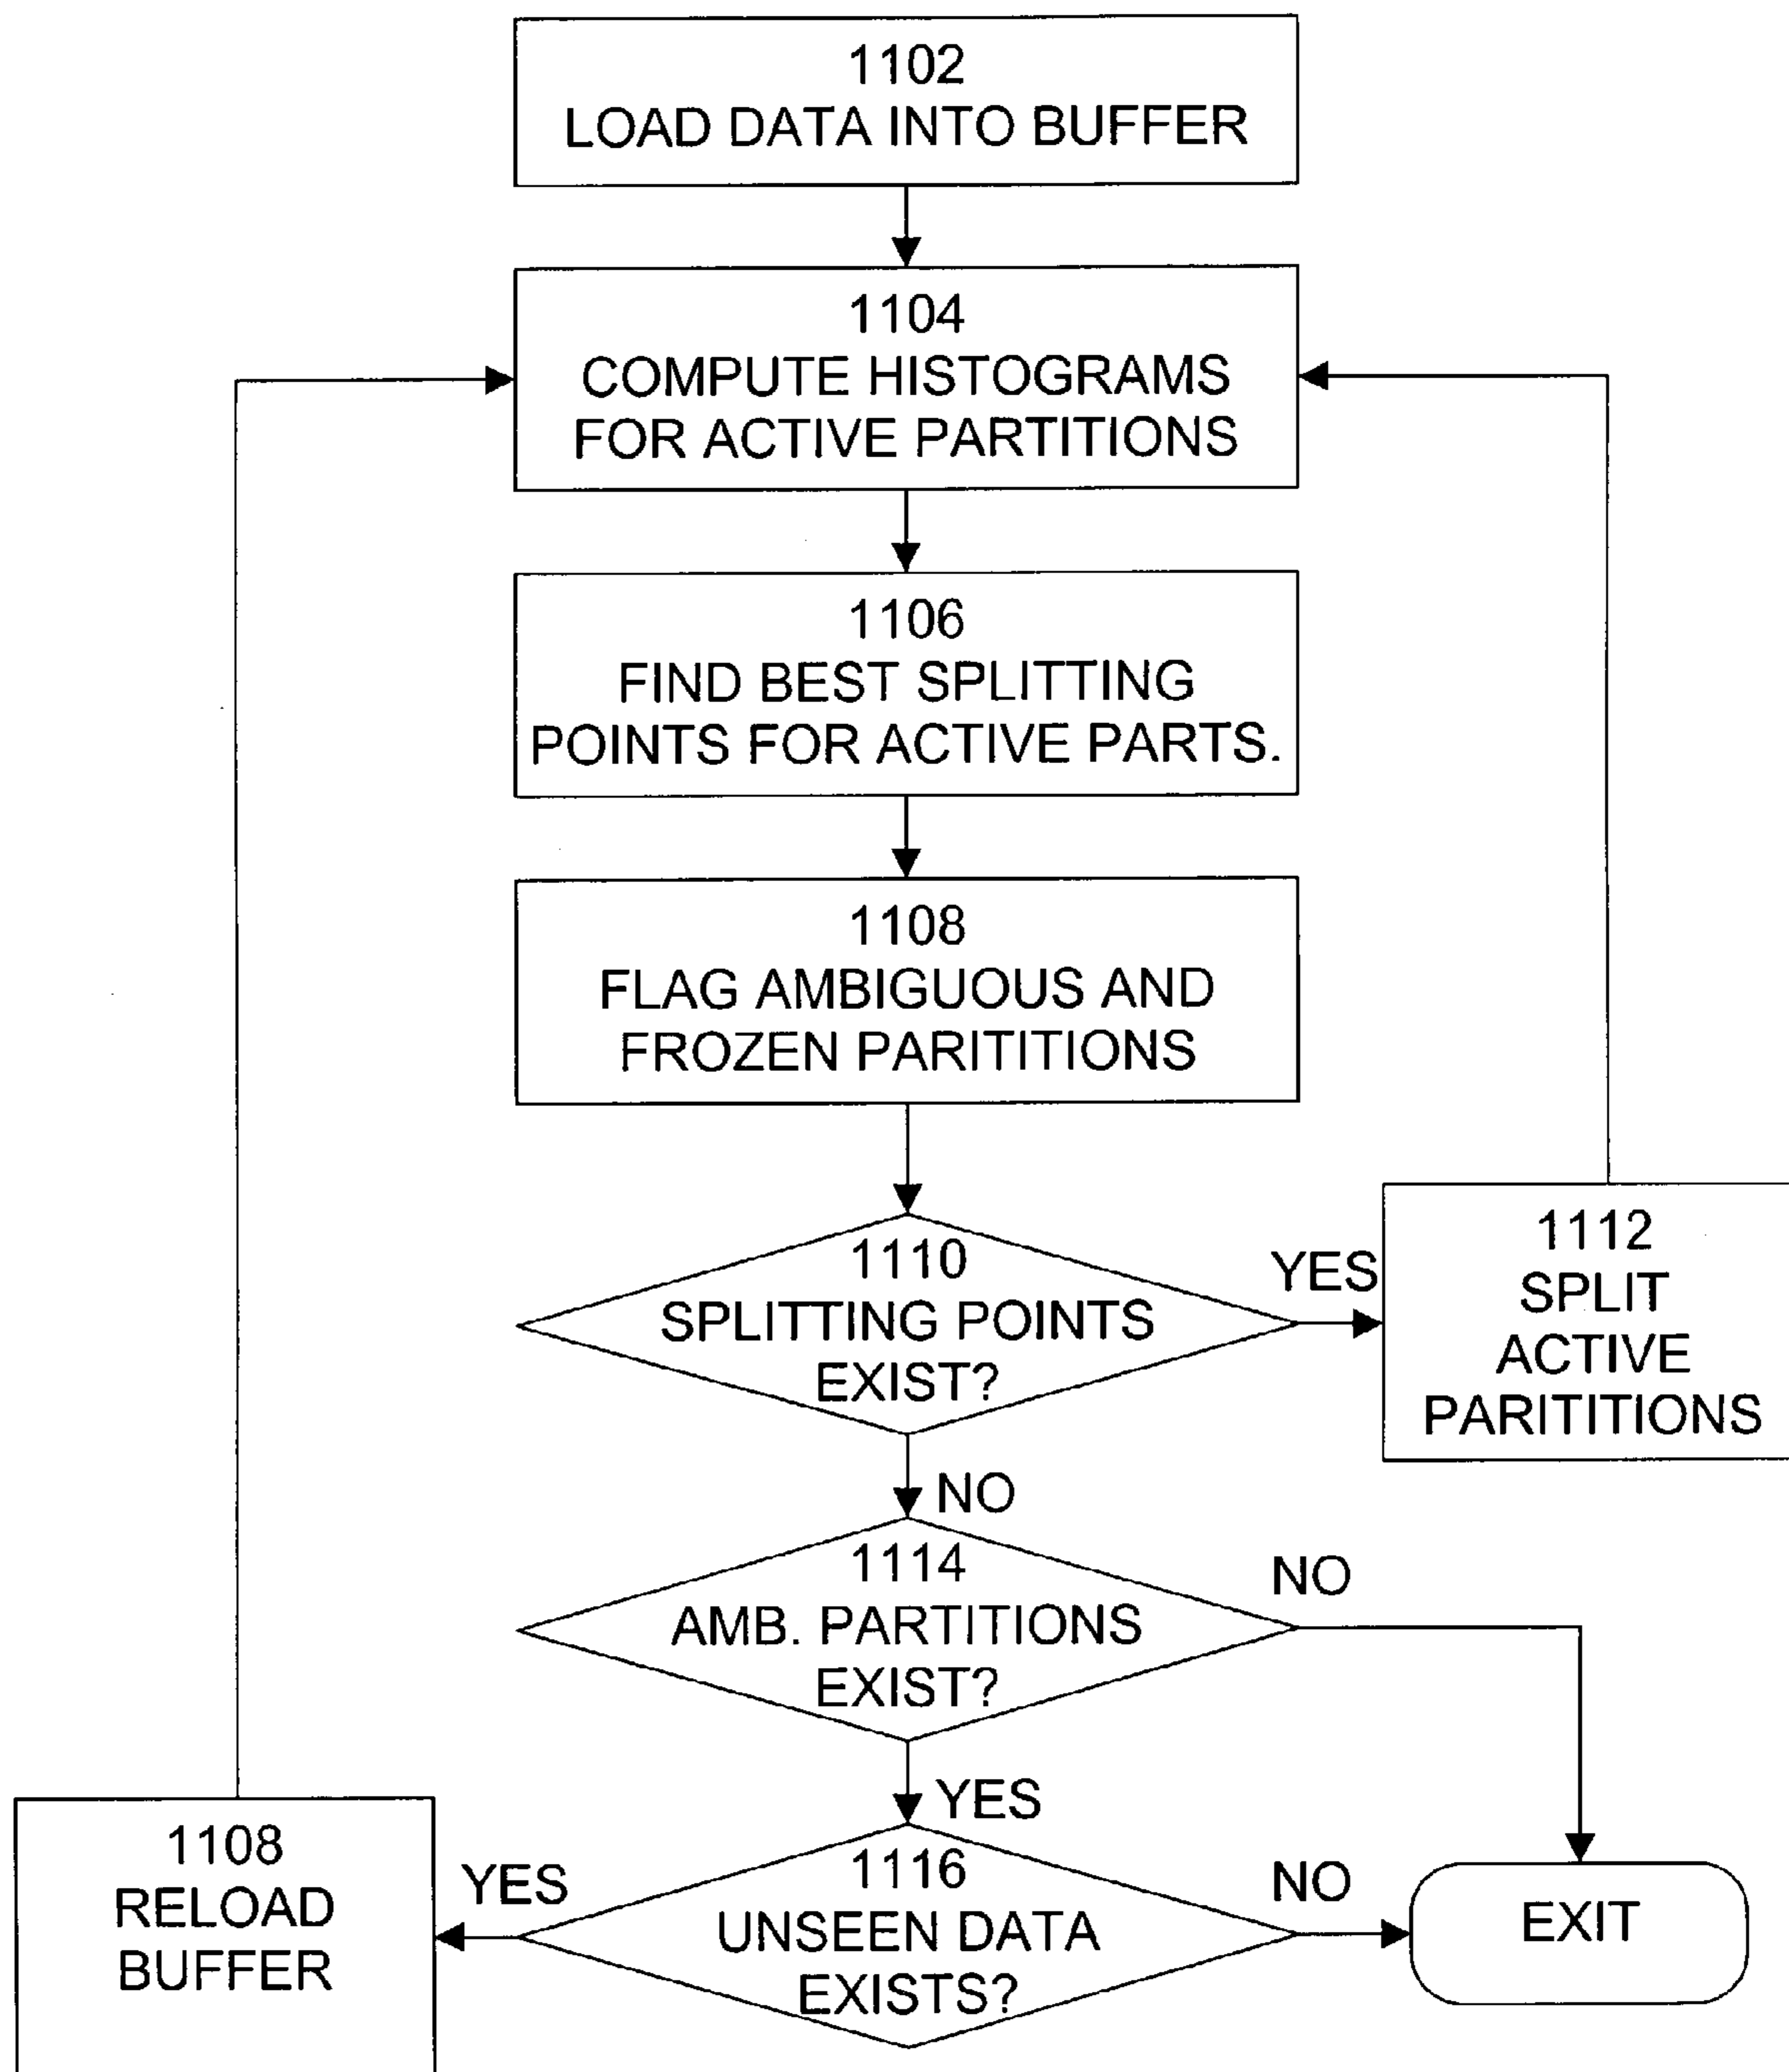 1102
LOAD DATA INTO BUFFER
1104
COMPUTE HISTOGRAMS
FOR ACTIVE PARTITIONS
1106
FIND BEST SPLITTING
POINTS FOR ACTIVE PARTS.
1108
FLAG AMBIGUOUS AND
FROZEN PARITITIONS
1110
SPLITTING POINTS
EXIST?
YES
1112
SPLIT
ACTIVE
PARITITIONS
NO
1114
AMB. PARTITIONS
EXIST?
NO
YES
1116
UNSEEN DATA
EXISTS?
YES
1108
RELOAD
BUFFER
NO
EXIT